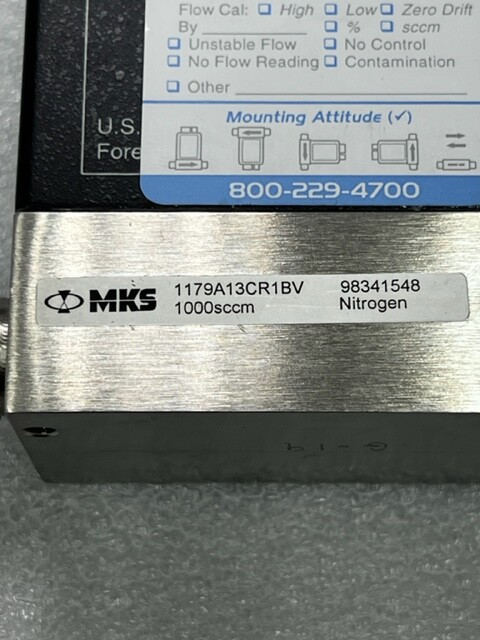 Flow Cal: High Low Zero Drift
By % sccm
Unstable Flow No Control
No Flow Reading Contamination
Other
Mounting Attitude (✓)
U.S.
Fore
800-229-4700
MKS 1179A13CR1BV 98341548
1000sccm Nitrogen